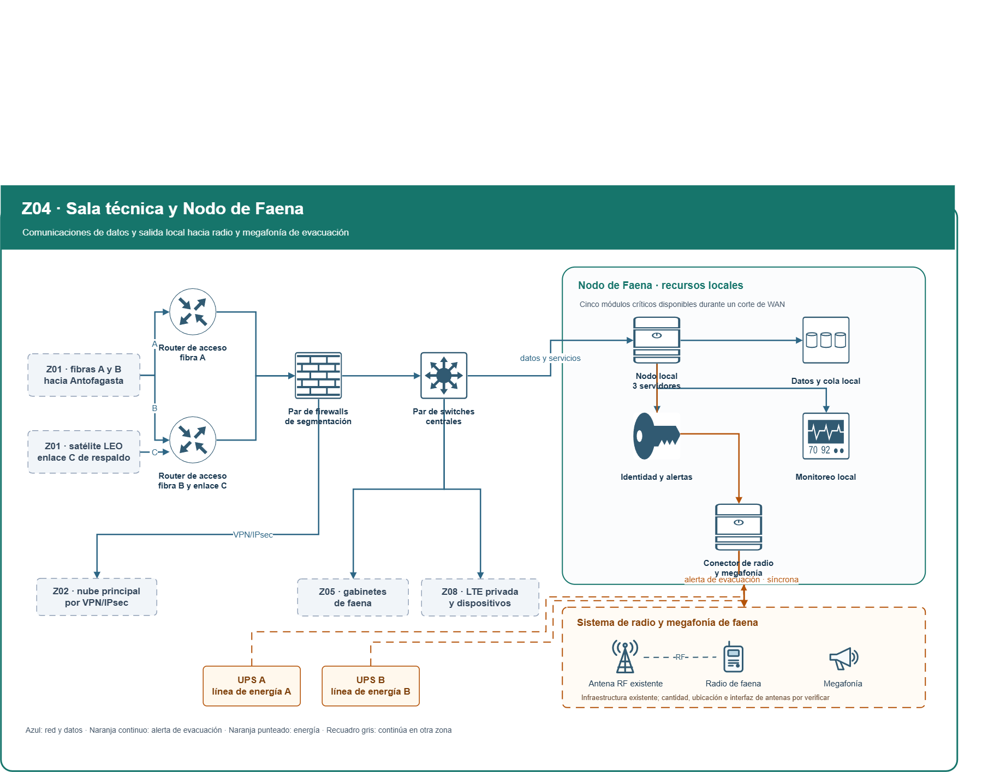 Z04 · Sala técnica y Nodo de Faena
Comunicaciones de datos y salida local hacia radio y megafonía de evacuación
Nodo de Faena · recursos locales
Cinco módulos críticos disponibles durante un corte de WAN
A
Router de acceso
fibra A
Z01 · fibras A y B
hacia Antofagasta
B
Z01 · satélite LEO
enlace C de respaldo
C
Router de acceso
fibra B y enlace C
Par de firewalls
de segmentación
Par de switches
centrales
datos y servicios
Nodo local
3 servidores
Datos y cola local
Identidad y alertas
70 92
Monitoreo local
VPN/IPsec
Conector de radio
y megafonía
alerta de evacuación · síncrona
Z02 · nube principal
por VPN/IPsec
Z05 · gabinetes
de faena
Z08 · LTE privada
y dispositivos
Sistema de radio y megafonía de faena
RF
Antena RF existente
Radio de faena
Megafonía
Infraestructura existente; cantidad, ubicación e interfaz de antenas por verificar
UPS A
línea de energía A
UPS B
línea de energía B
Azul: red y datos · Naranja continuo: alerta de evacuación · Naranja punteado: energía · Recuadro gris: continúa en otra zona